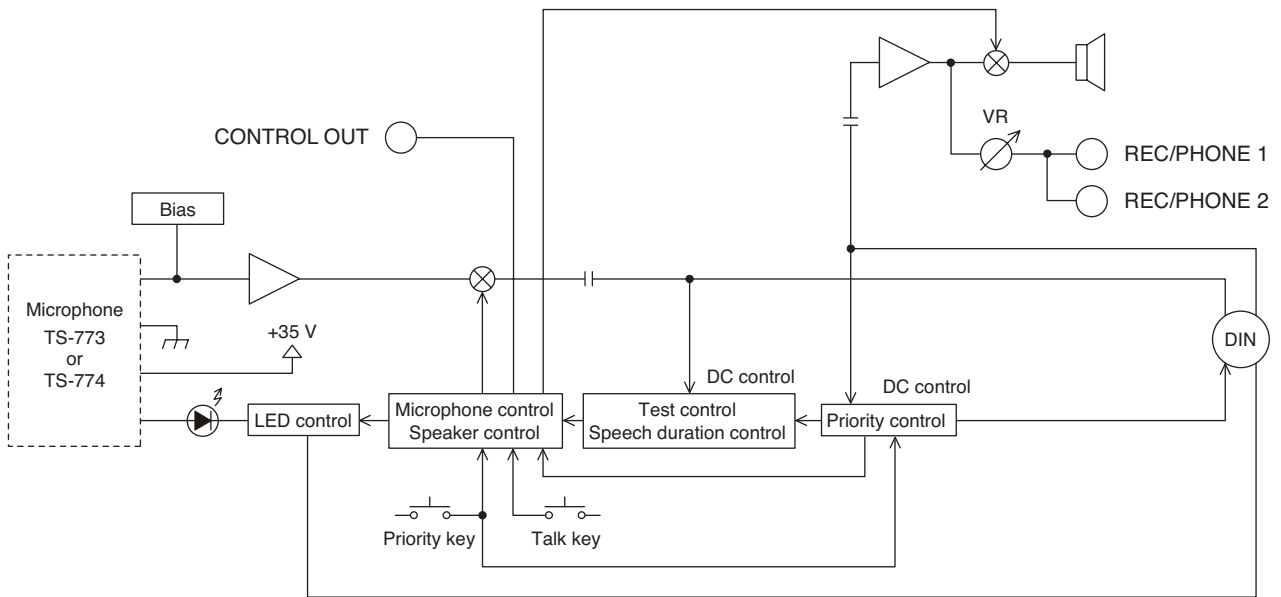 VR
CONTROL OUT
REC/PHONE 1
REC/PHONE 2
Bias
Microphone
TS-773
or
TS-774
+35 V
DIN
DC control
DC control
LED control
Microphone control
Speaker control
Test control
Speech duration control
Priority control
Priority key
Talk key